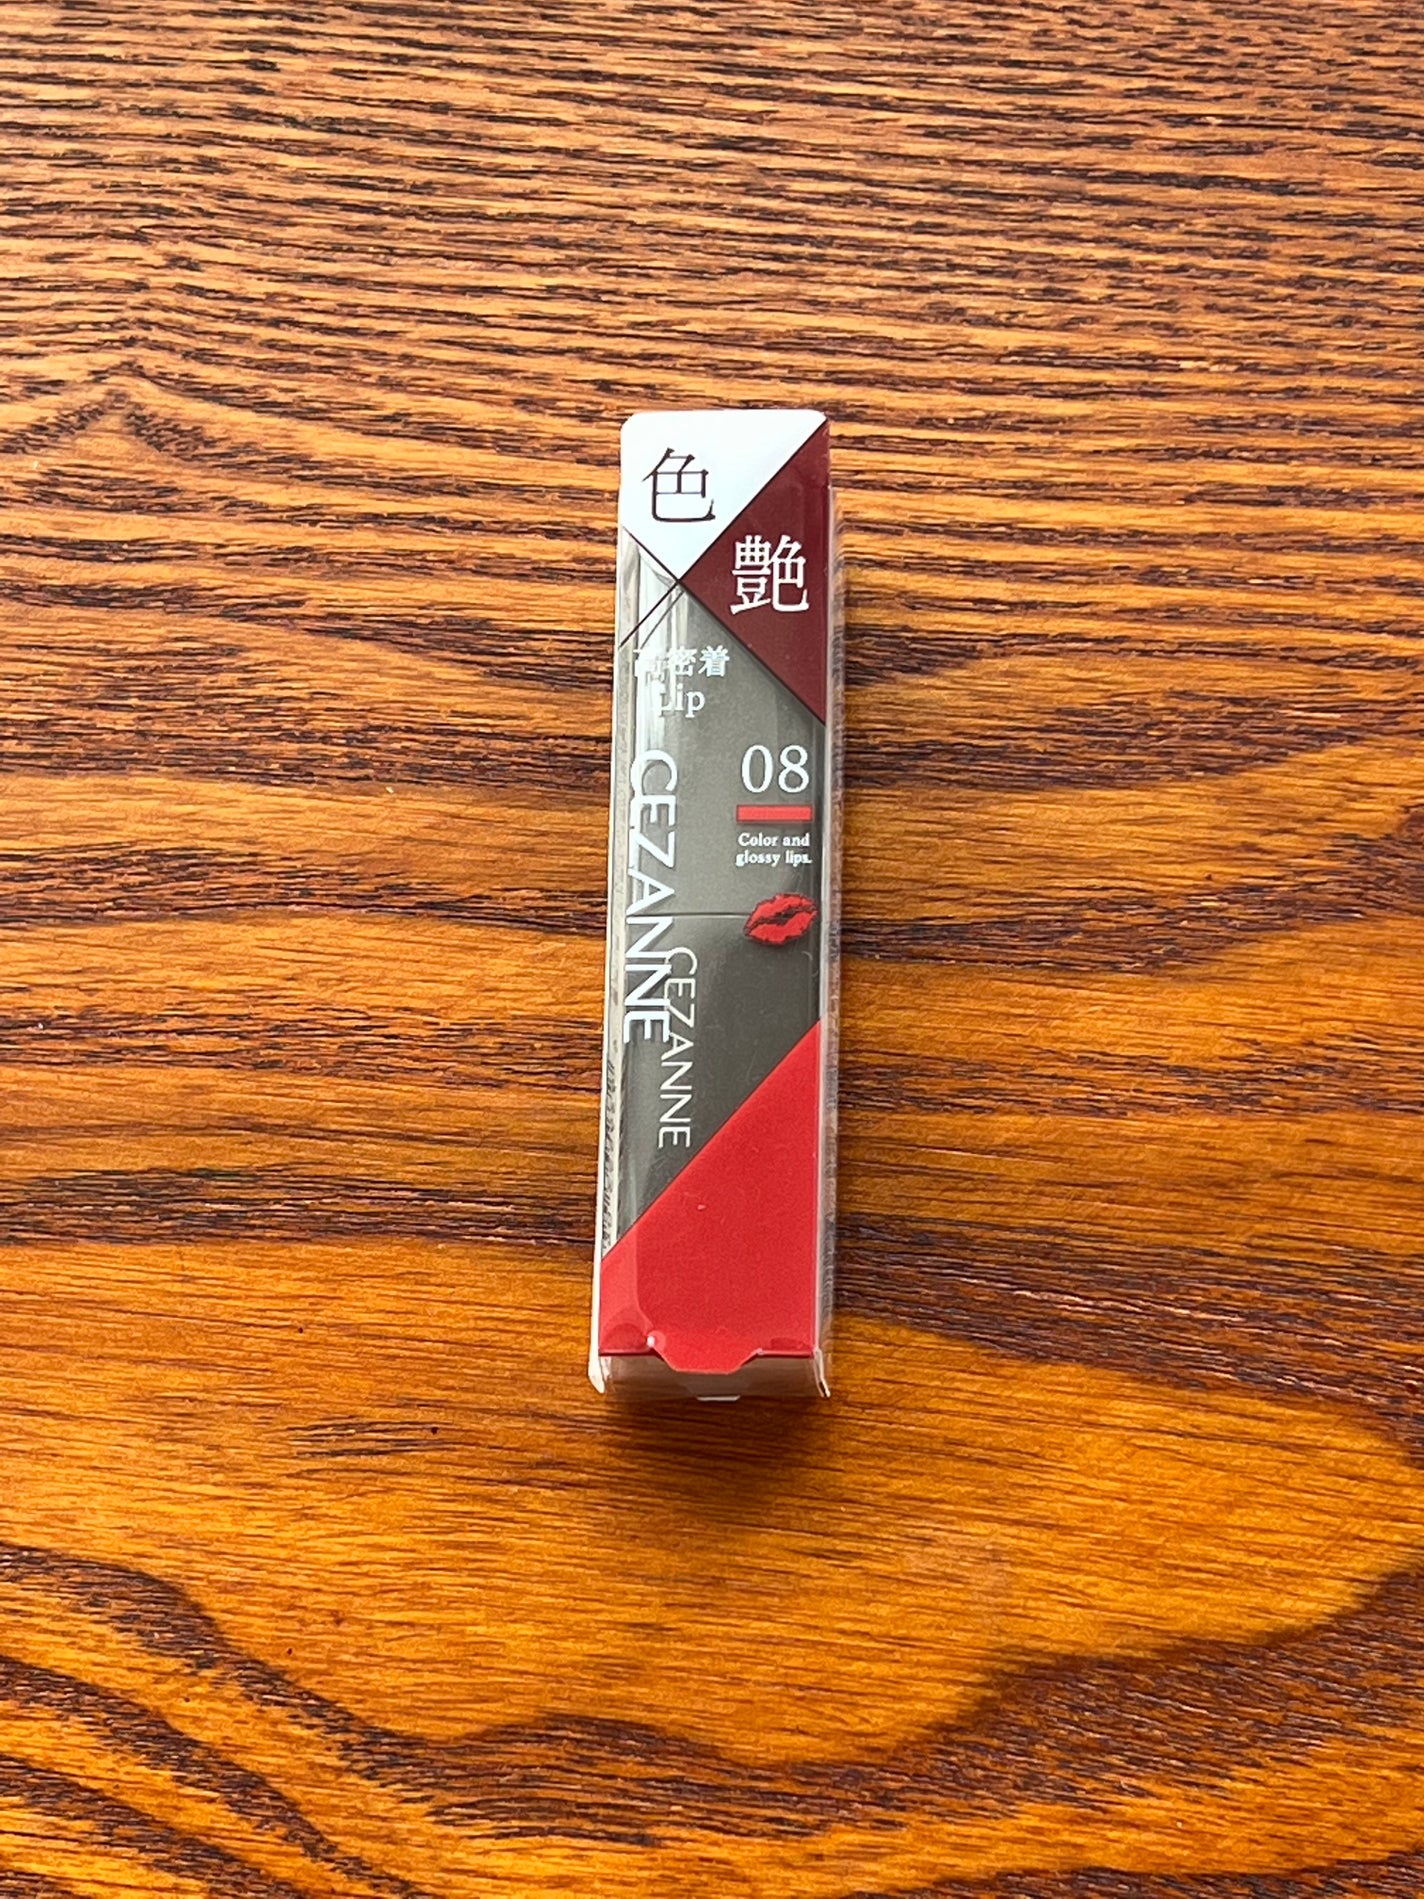 色
艶
高密着
Lip
08
Color and
glossy lips.
CEZANNE
CEZANNE